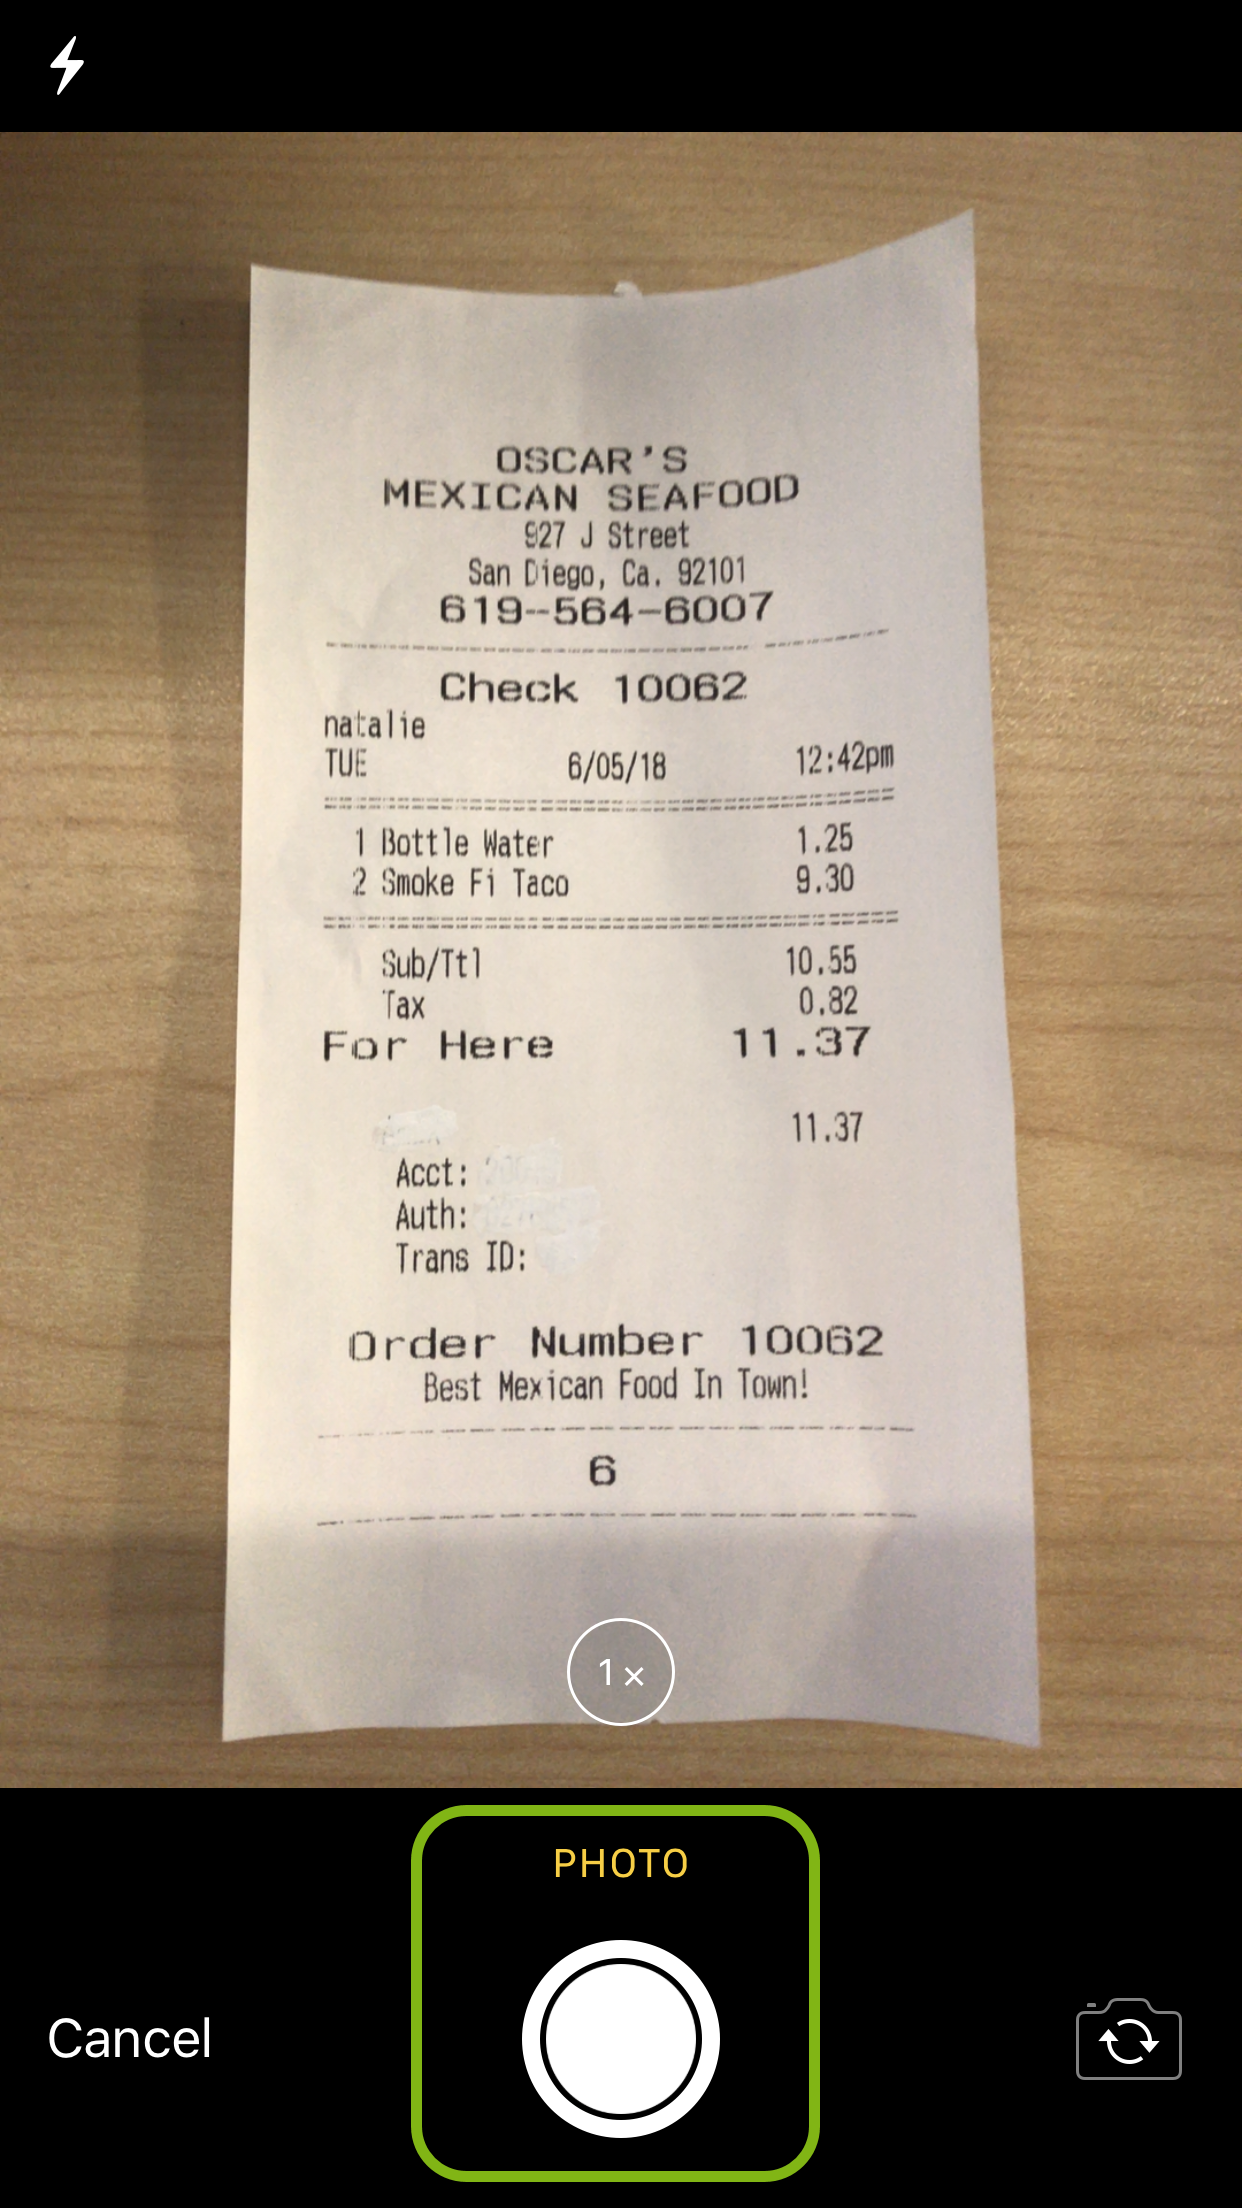 OSCAR'S
MEXICAN SEAFOOD
927 J Street
San Diego, Ca. 92101
619-564-6007
Check 10062
natalie
TUE 6/05/18 12:42pm
1 Bottle Water 1.25
2 Smoke Fi Taco 9.30
Sub/Ttl 10.55
Tax 0.82
For Here 11.37
11.37
Acct:
Auth:
Trans ID:
Order Number 10062
Best Mexican Food In Town!
6
1×
PHOTO
Cancel